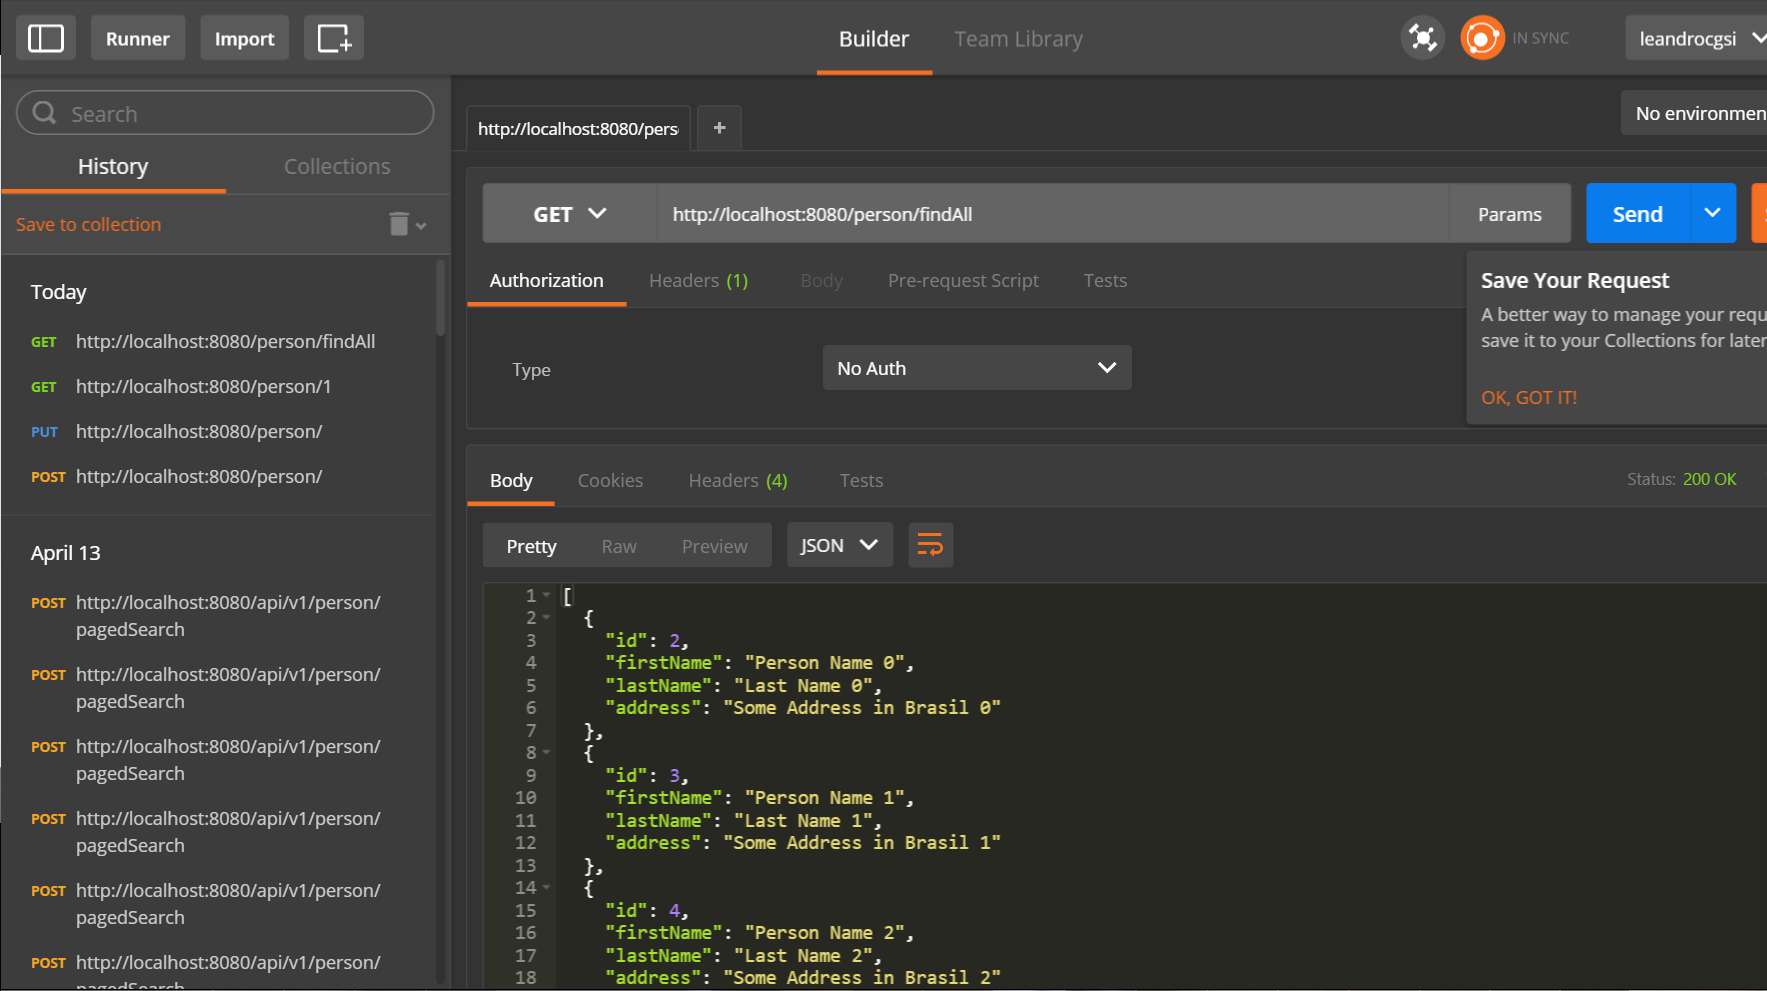 Runner
Import
Builder
Team Library
IN SYNC
leandrocgsi
Search
History
Collections
Save to collection
Today
GET http://localhost:8080/person/findAll
GET http://localhost:8080/person/1
PUT http://localhost:8080/person/
POST http://localhost:8080/person/
April 13
POST http://localhost:8080/api/v1/person/
pagedSearch
POST http://localhost:8080/api/v1/person/
pagedSearch
POST http://localhost:8080/api/v1/person/
pagedSearch
POST http://localhost:8080/api/v1/person/
pagedSearch
POST http://localhost:8080/api/v1/person/
pagedSearch
POST http://localhost:8080/api/v1/person/
pagedSearch
http://localhost:8080/pers
+
No environmen
GET
http://localhost:8080/person/findAll
Params
Send
Authorization
Headers (1)
Body
Pre-request Script
Tests
Save Your Request
A better way to manage your requ
save it to your Collections for later
OK, GOT IT!
Type
No Auth
Body
Cookies
Headers (4)
Tests
Status: 200 OK
Pretty
Raw
Preview
JSON
1 [
2 {
3 "id": 2,
4 "firstName": "Person Name 0",
5 "lastName": "Last Name 0",
6 "address": "Some Address in Brasil 0"
7 },
8 {
9 "id": 3,
10 "firstName": "Person Name 1",
11 "lastName": "Last Name 1",
12 "address": "Some Address in Brasil 1"
13 },
14 {
15 "id": 4,
16 "firstName": "Person Name 2",
17 "lastName": "Last Name 2",
18 "address": "Some Address in Brasil 2"